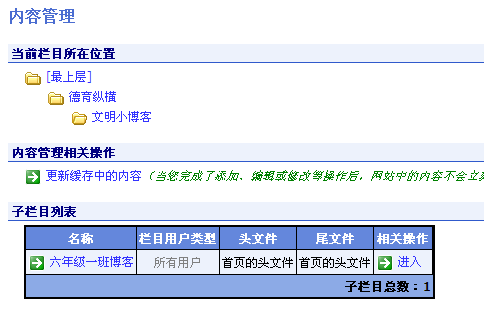 内容管理
当前栏目所在位置
[最上层]
德育纵横
文明小博客
内容管理相关操作
更新缓存中的内容(当您完成了添加、编辑或修改等操作后，网站中的内容不会立
子栏目列表
名称 栏目用户类型 头文件 尾文件 相关操作
六年级一班博客 所有用户 首页的头文件 首页的尾文件 进入
子栏目总数：1